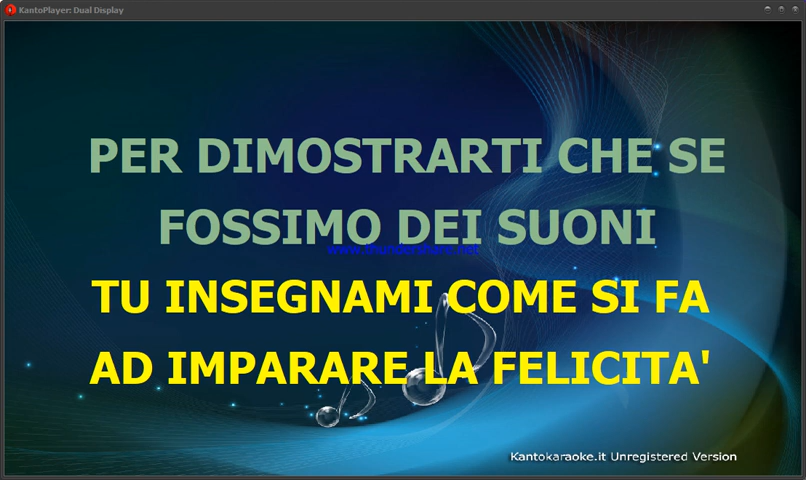 KantoPlayer: Dual Display
PER DIMOSTRARTI CHE SE
FOSSIMO DEI SUONI
www.thundershare.net
TU INSEGNAMI COME SI FA
AD IMPARARE LA FELICITA'
Kantokaraoke.it Unregistered Version